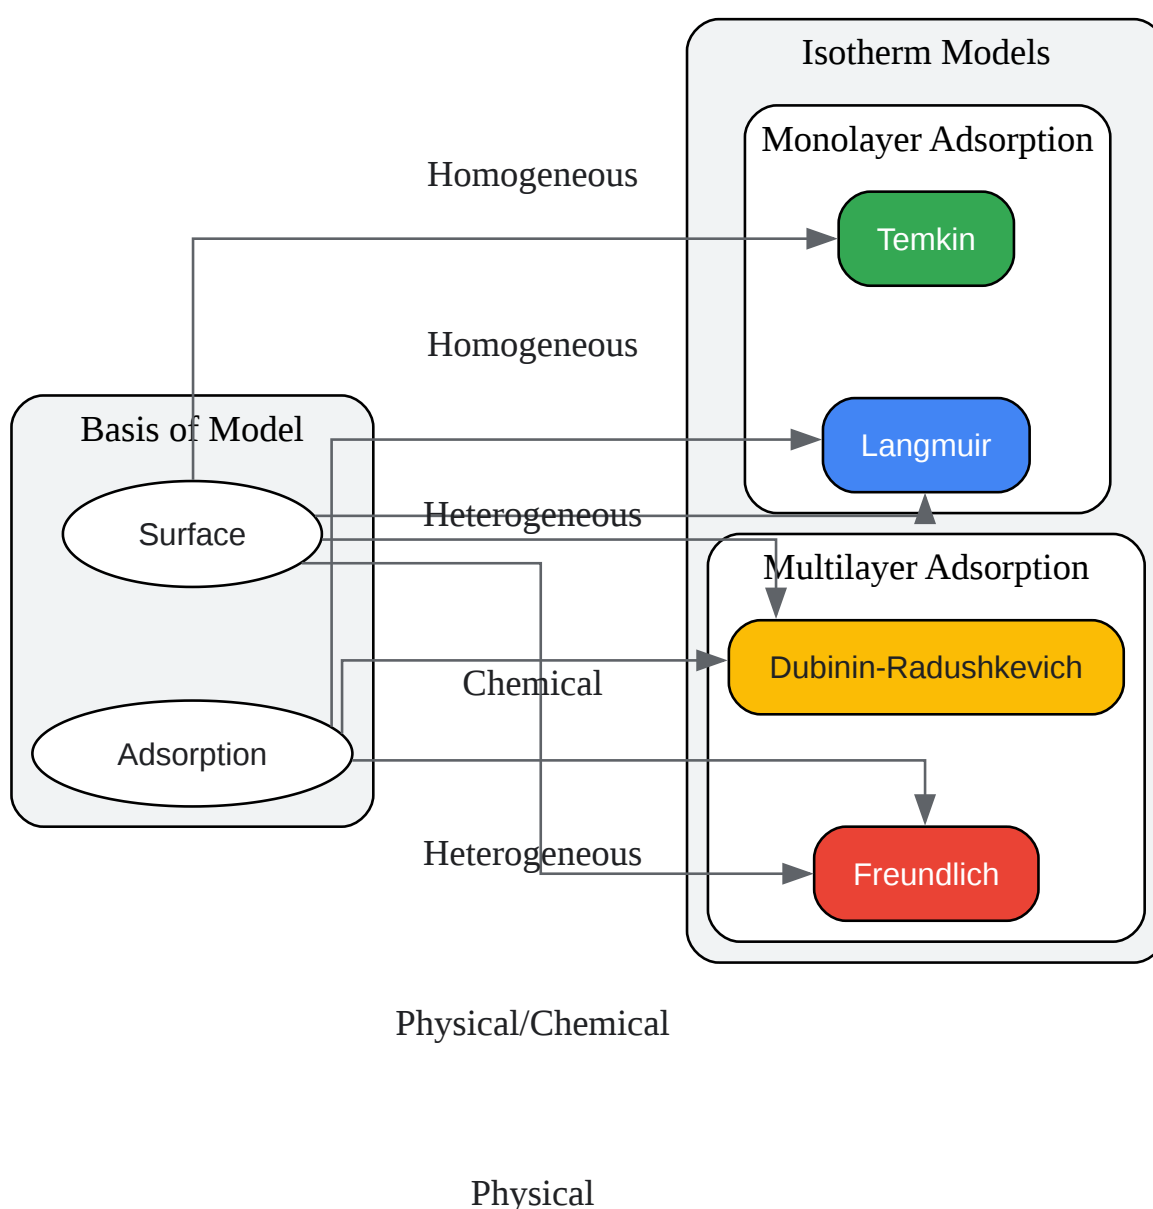 Isotherm Models
Monolayer Adsorption
Homogeneous
Temkin
Homogeneous
Basis of Model
Langmuir
Heterogeneous
Surface
Multilayer Adsorption
Dubinin-Radushkevich
Chemical
Adsorption
Heterogeneous
Freundlich
Physical/Chemical
Physical